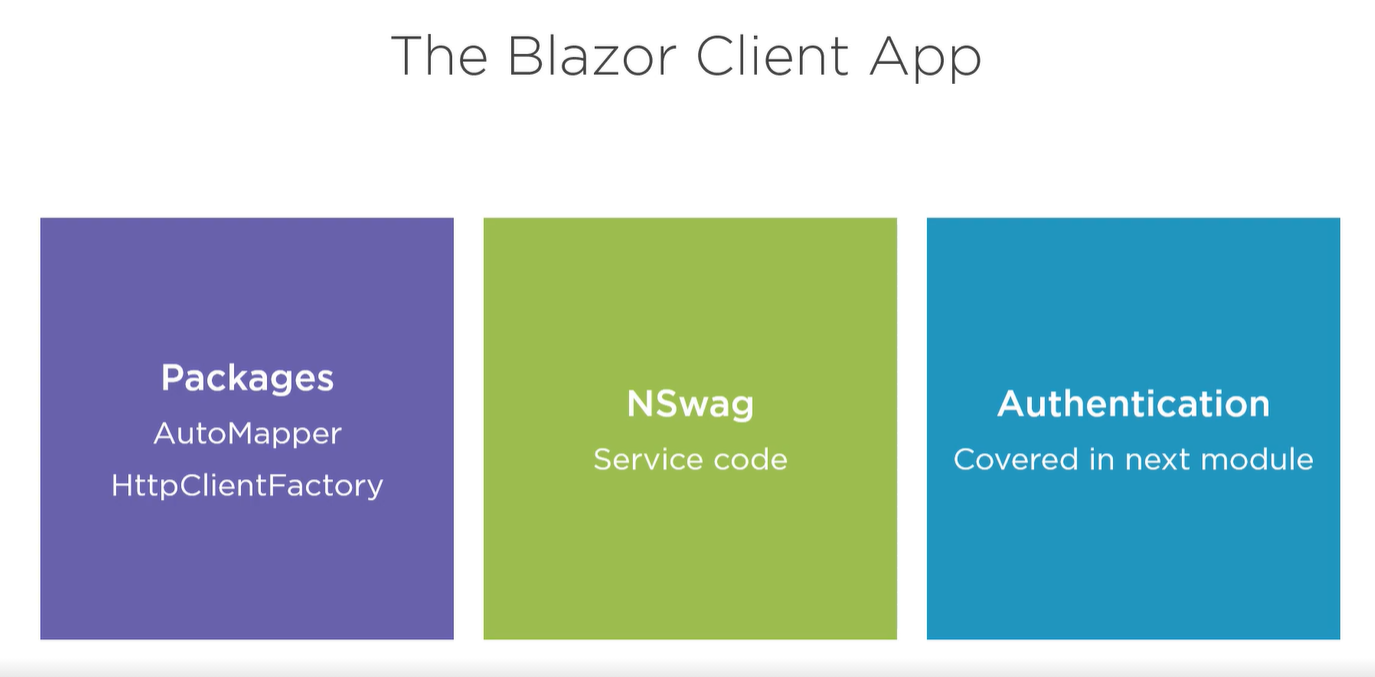 The Blazor Client App
Packages
AutoMapper
HttpClientFactory
NSwag
Service code
Authentication
Covered in next module